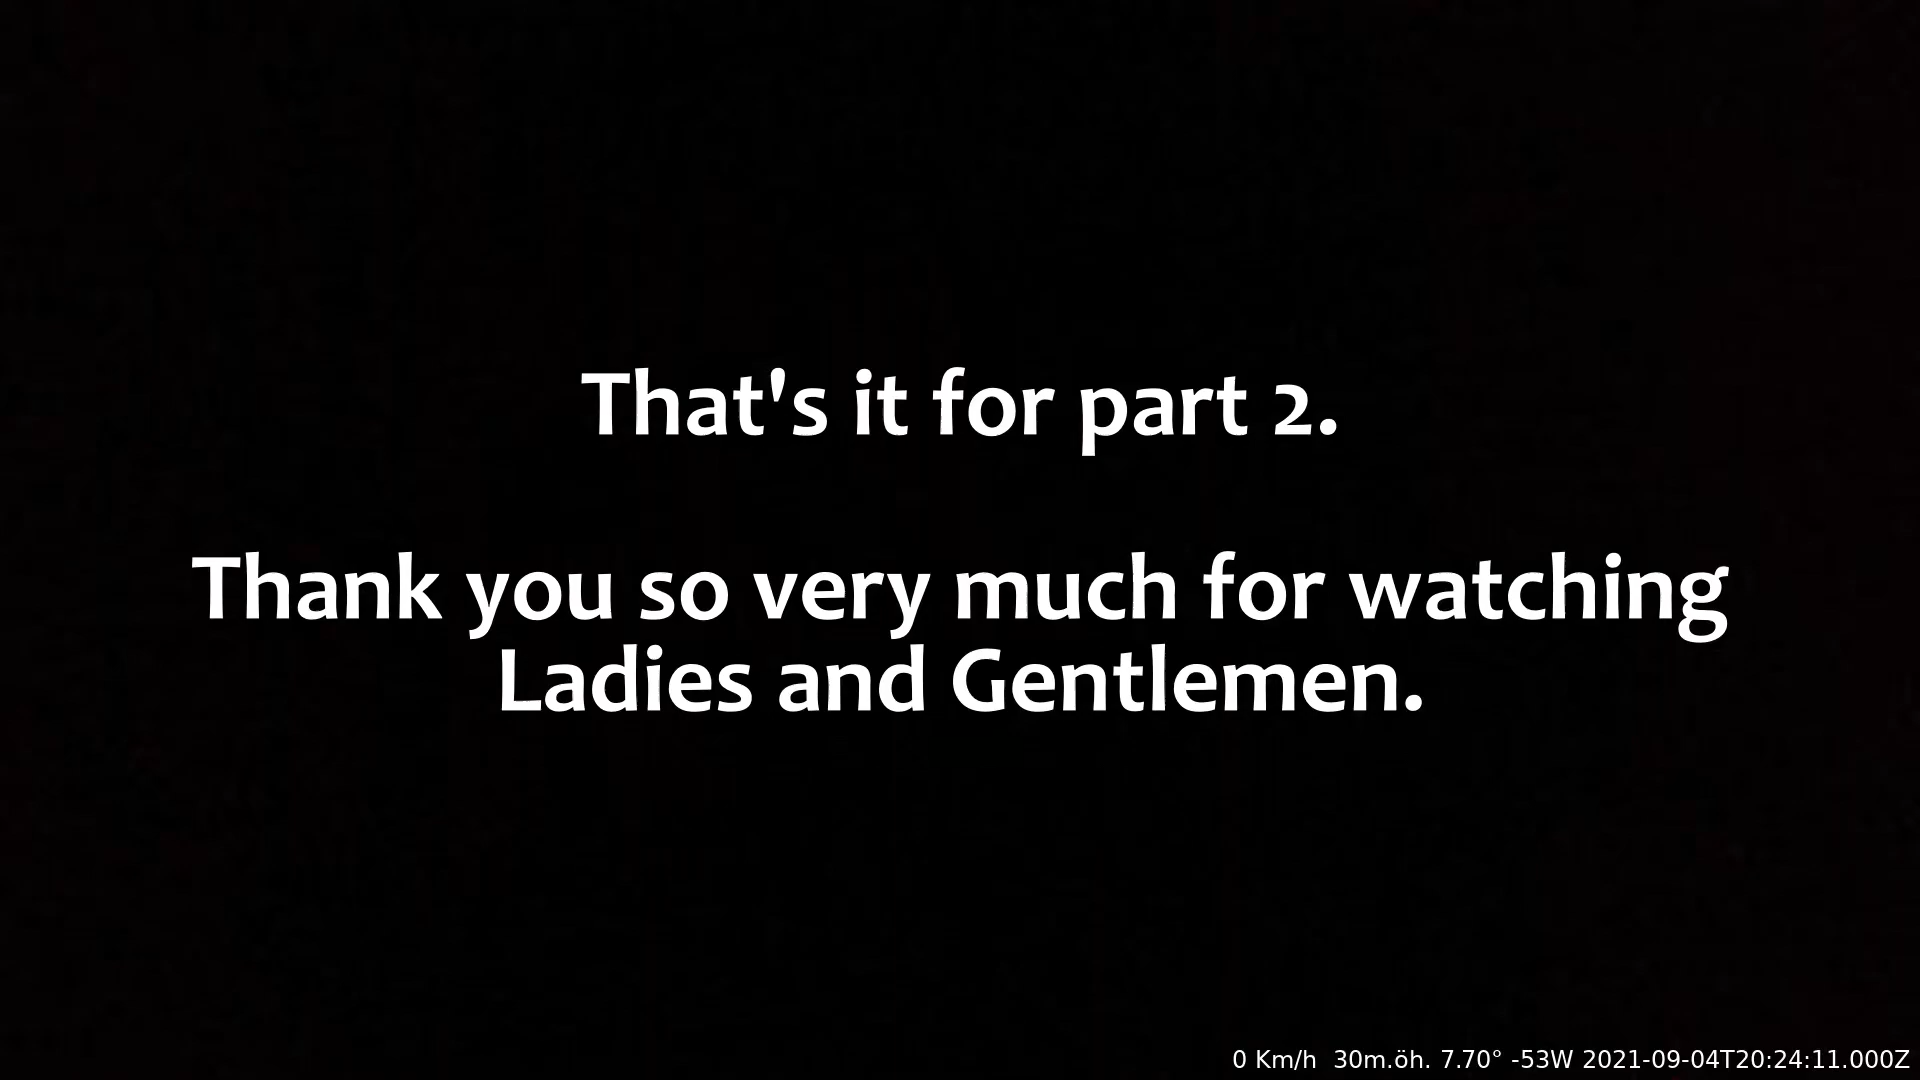 That's it for part 2.
Thank you so very much for watching
Ladies and Gentlemen.
0 Km/h  30m.öh. 7.70° -53W 2021-09-04T20:24:11.000Z